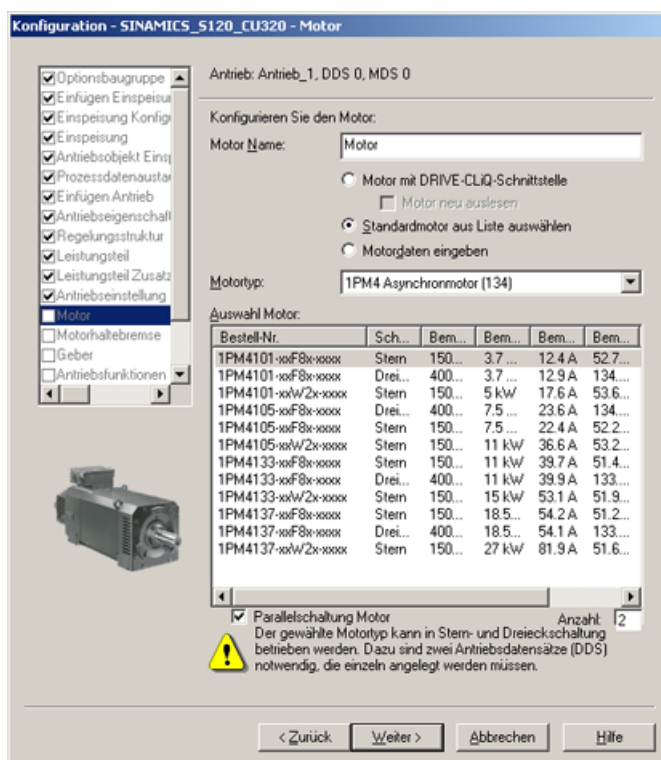 Konfiguration - SINAMICS_S120_CU320 - Motor
Optionsbaugruppe
Einfügen Einspeisu
Einspeisung Konfigu
Einspeisung
Antriebsobjekt Einsp
Prozessdatenaustau
Einfügen Antrieb
Antriebseigenschaft
Regelungsstruktur
Leistungsteil
Leistungsteil Zusatz
Antriebseinstellung
Motor
Motorhaltebremse
Geber
Antriebsfunktionen
Antrieb: Antrieb_1, DDS 0, MDS 0
Konfigurieren Sie den Motor:
Motor Name: Motor
Motor mit DRIVE-CLiQ-Schnittstelle
Motor neu auslesen
Standardmotor aus Liste auswählen
Motordaten eingeben
Motortyp: 1PM4 Asynchronmotor (134)
Auswahl Motor:
Bestell-Nr. Sch... Bem... Bem... Bem... Bem...
1PM4101-xxF8x-xxxx Stern 150... 3.7 ... 12.4 A 52.7...
1PM4101-xxF8x-xxxx Drei... 400... 3.7 ... 12.9 A 134....
1PM4101-xxW2x-xxxx Stern 150... 5 kW 17.6 A 53.6...
1PM4105-xxF8x-xxxx Drei... 400... 7.5 ... 23.6 A 134....
1PM4105-xxF8x-xxxx Stern 150... 7.5 ... 22.4 A 52.2...
1PM4105-xxW2x-xxxx Stern 150... 11 kW 36.6 A 53.2...
1PM4133-xxF8x-xxxx Stern 150... 11 kW 39.7 A 51.4...
1PM4133-xxF8x-xxxx Drei... 400... 11 kW 39.9 A 133....
1PM4133-xxW2x-xxxx Stern 150... 15 kW 53.1 A 51.9...
1PM4137-xxF8x-xxxx Stern 150... 18.5... 54.2 A 51.2...
1PM4137-xxF8x-xxxx Drei... 400... 18.5... 54.1 A 133....
1PM4137-xxW2x-xxxx Stern 150... 27 kW 81.9 A 51.6...
Parallelschaltung Motor Anzahl: 2
Der gewählte Motortyp kann in Stern- und Dreieckschaltung
betrieben werden. Dazu sind zwei Antriebsdatensätze (DDS)
notwendig, die einzeln angelegt werden müssen.
< Zurück Weiter > Abbrechen Hilfe